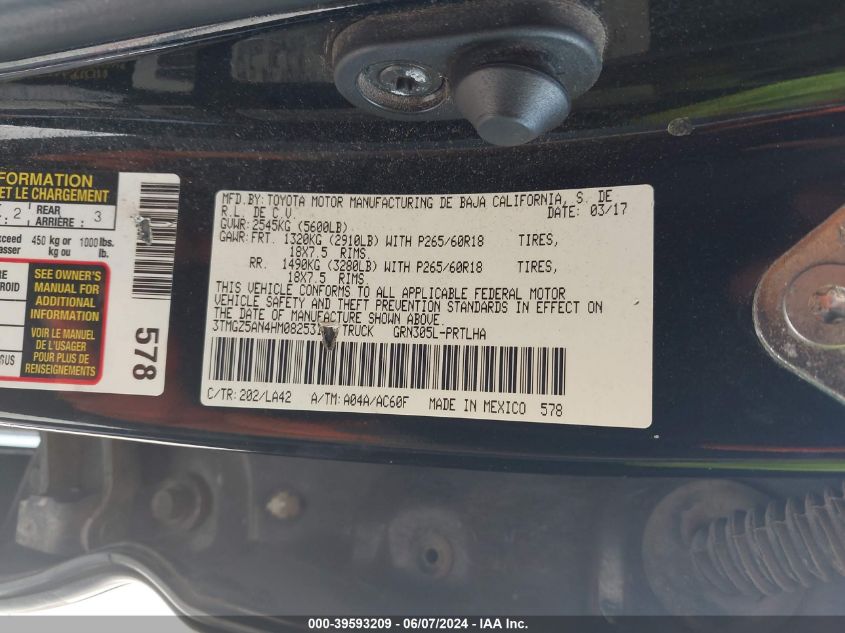 FORMATION
ET LE CHARGEMENT
2 REAR ARRIÈRE : 3
450 kg or kg ou
1000 lbs. lb.
SEE OWNER'S
MANUAL FOR
ADDITIONAL
INFORMATION
VOIR LE MANUEL
DE L'USAGER
POUR PLUS DE
RENSEIGNEMENTS
578
MFD.BY: TOYOTA MOTOR MANUFACTURING DE BAJA CALIFORNIA, S. DE
R.L. DE C.V. DATE: 03/17
GVWR: 2545KG (5600LB)
GAWR: FRT. 1320KG (2910LB) WITH P265/60R18 TIRES,
18X7.5 RIMS
RR. 1490KG (3280LB) WITH P265/60R18 TIRES,
18X7.5 RIMS
THIS VEHICLE CONFORMS TO ALL APPLICABLE FEDERAL MOTOR
VEHICLE SAFETY AND THEFT PREVENTION STANDARDS IN EFFECT ON
THE DATE OF MANUFACTURE SHOWN ABOVE.
TRUCK GRN305L-PRTLHA
C/TR: 202/LA42 A/TM: A04A/AC60F MADE IN MEXICO 578
000-39593209 - 06/07/2024 - IAA, Inc.